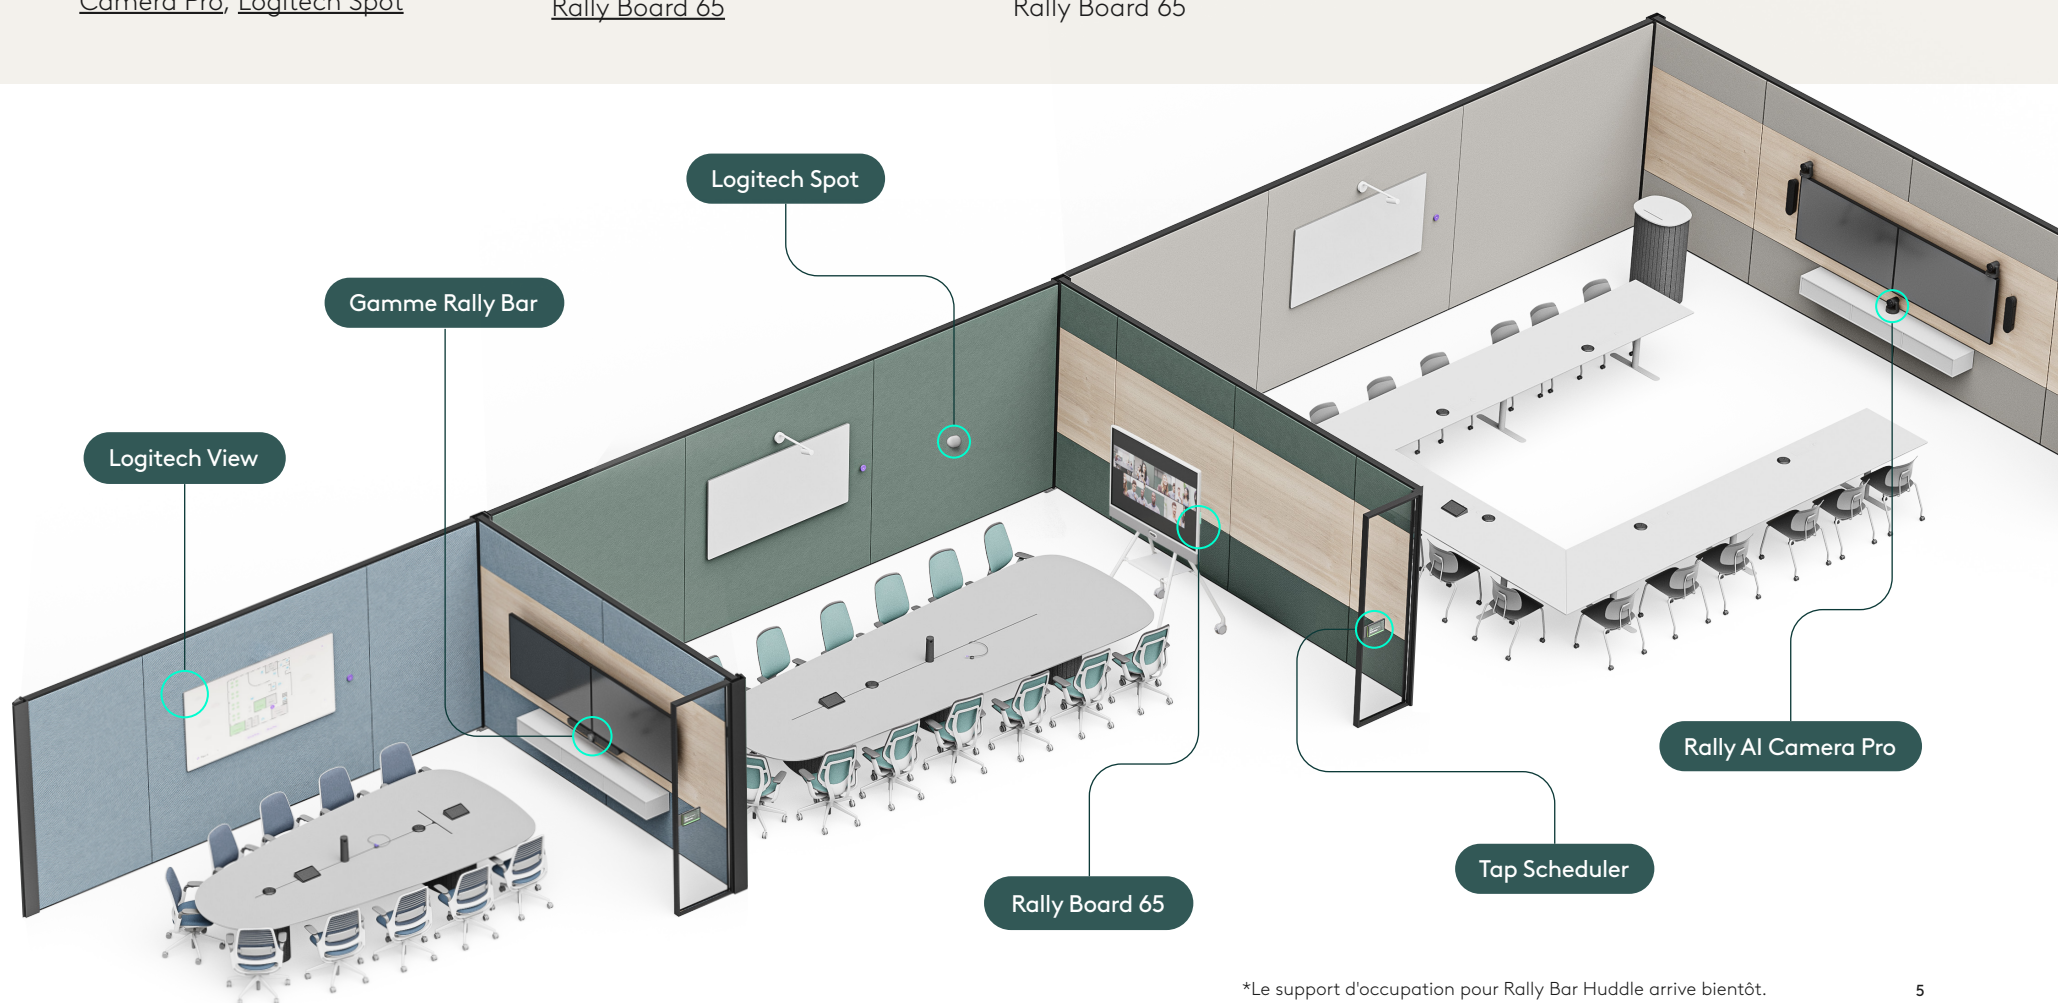 Camera Pro, Logitech Spot
Rally Board 65
Rally Board 65
Logitech Spot
Gamme Rally Bar
Logitech View
Rally AI Camera Pro
Tap Scheduler
Rally Board 65
*Le support d'occupation pour Rally Bar Huddle arrive bientôt.
5